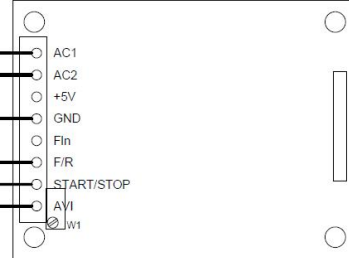 AC1
AC2
+5V
GND
FIn
F/R
START/STOP
AVI
W1